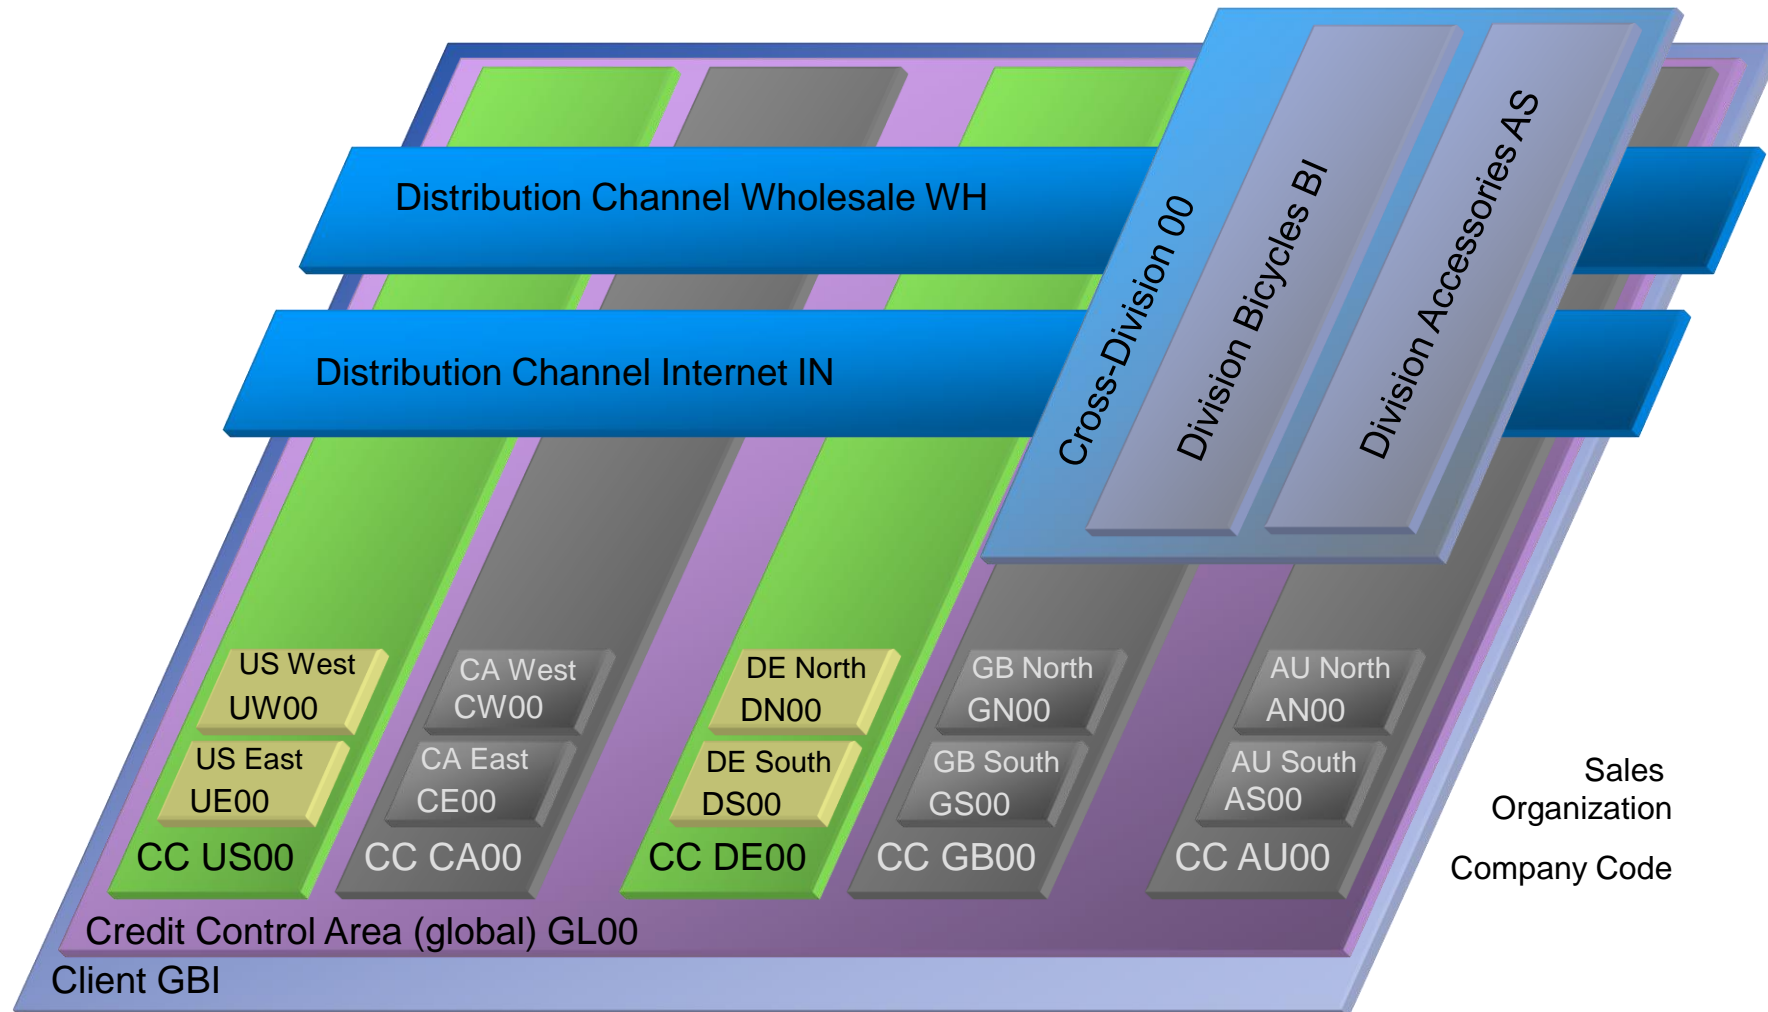 Distribution Channel Wholesale WH
Distribution Channel Internet IN
Cross-Division 00
Division Bicycles BI
Division Accessories AS
US West
UW00
CA West
CW00
DE North
DN00
GB North
GN00
AU North
AN00
US East
UE00
CA East
CE00
DE South
DS00
GB South
GS00
AU South
AS00
Sales
Organization
CC US00
CC CA00
CC DE00
CC GB00
CC AU00
Company Code
Credit Control Area (global) GL00
Client GBI